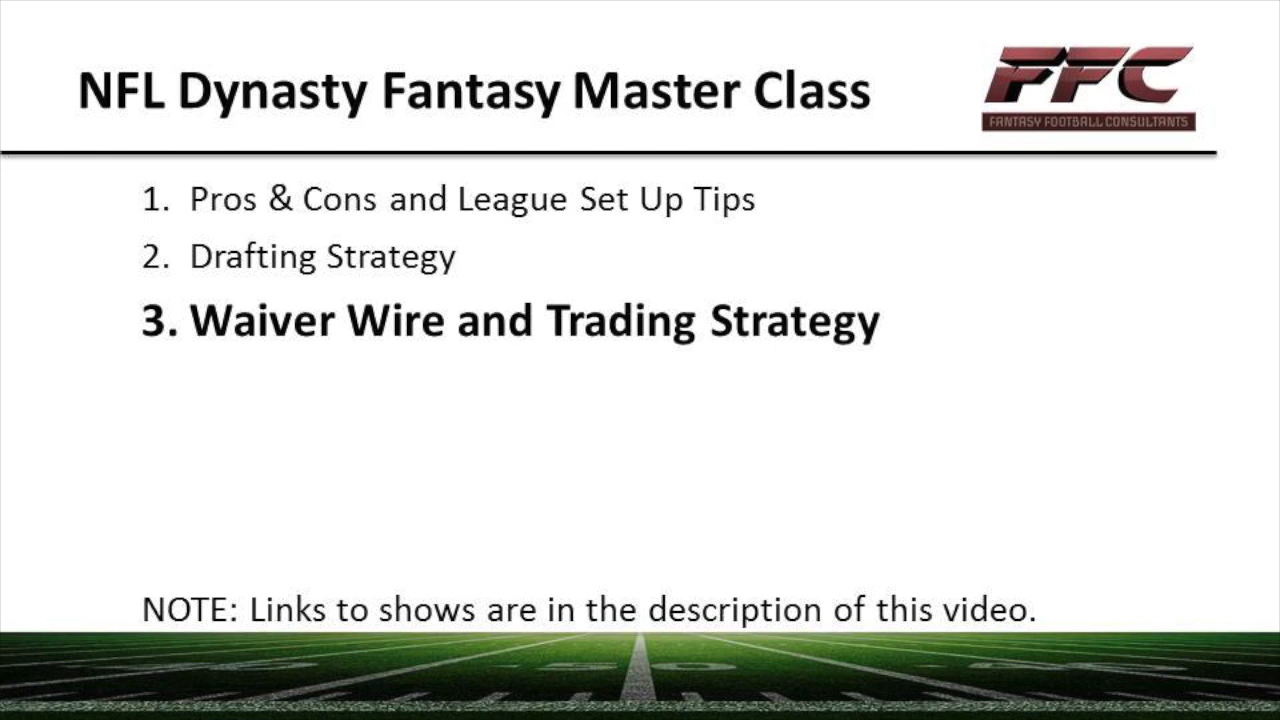 NFL Dynasty Fantasy Master Class
FFC
FANTASY FOOTBALL CONSULTANTS
1. Pros & Cons and League Set Up Tips
2. Drafting Strategy
3. Waiver Wire and Trading Strategy
NOTE: Links to shows are in the description of this video.
50